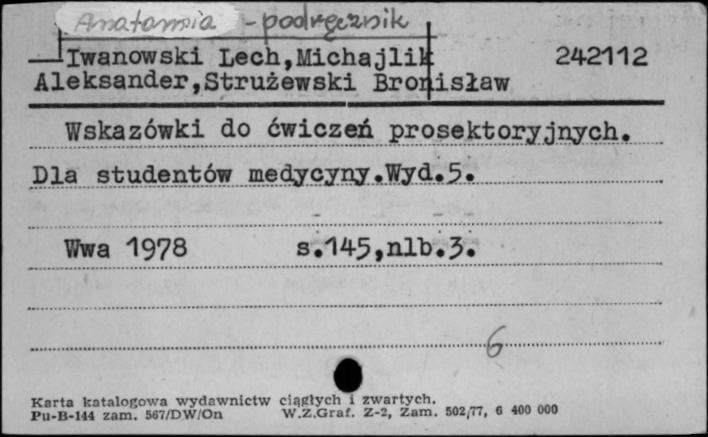 Anatomia - podręcznik
Iwanowski Lech,Michajlik 242112
Aleksander,Strużewski Bronisław
Wskazówki do ćwiczeń prosektoryjnych.
Dla studentów medycyny.Wyd.5.
Wwa 1978 s.145,nlb.3.
6
Karta katalogowa wydawnictw ciągłych i zwartych.
Pu-B-144 zam. 567/DW/On W.Z.Graf. Z-2, Zam. 502/77, 6 400 000